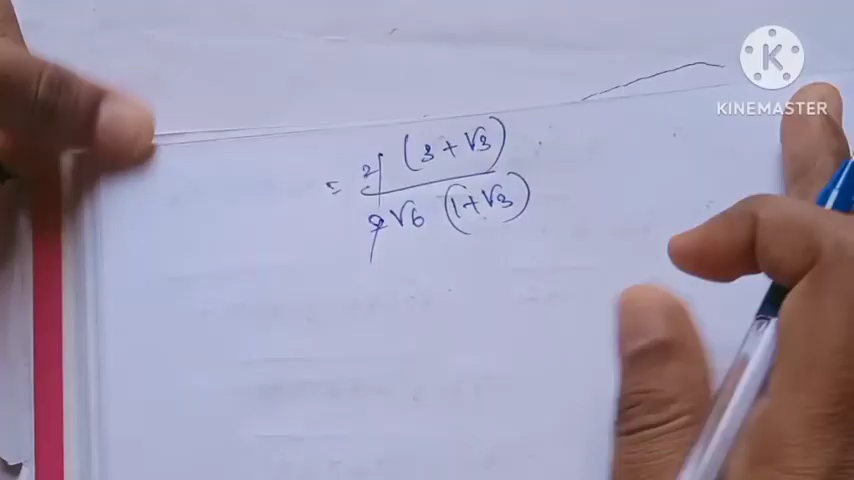 KINEMASTER
= 2 (3 + √3)
2√6 (1+√3)